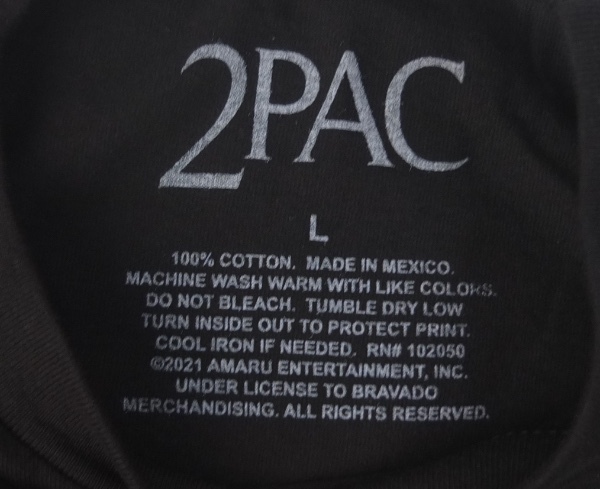 2PAC
L
100% COTTON. MADE IN MEXICO.
MACHINE WASH WARM WITH LIKE COLORS.
DO NOT BLEACH. TUMBLE DRY LOW
TURN INSIDE OUT TO PROTECT PRINT.
COOL IRON IF NEEDED. RN# 102050
©2021 AMARU ENTERTAINMENT, INC.
UNDER LICENSE TO BRAVADO
MERCHANDISING. ALL RIGHTS RESERVED.